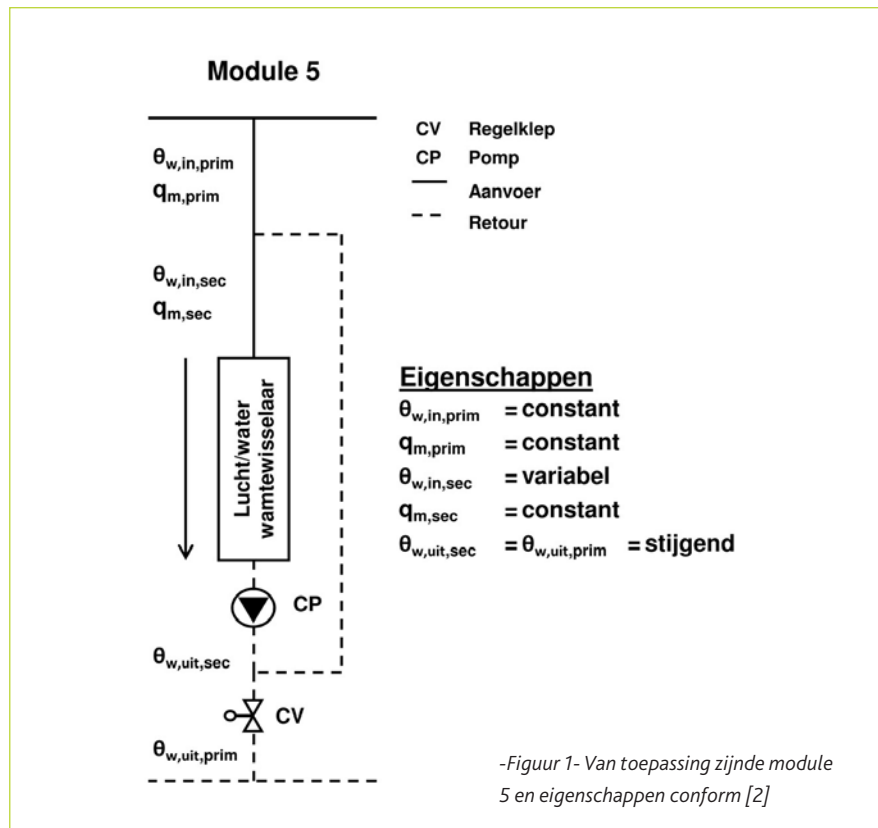 Module 5
θw,in,prim
qm,prim
θw,in,sec
qm,sec
Lucht/water
wamtewisselaar
CP
θw,uit,sec
CV
θw,uit,prim
CV Regelklep
CP Pomp
Aanvoer
Retour
Eigenschappen
θw,in,prim = constant
qm,prim = constant
θw,in,sec = variabel
qm,sec = constant
θw,uit,sec = θw,uit,prim = stijgend
-Figuur 1- Van toepassing zijnde module
5 en eigenschappen conform [2]